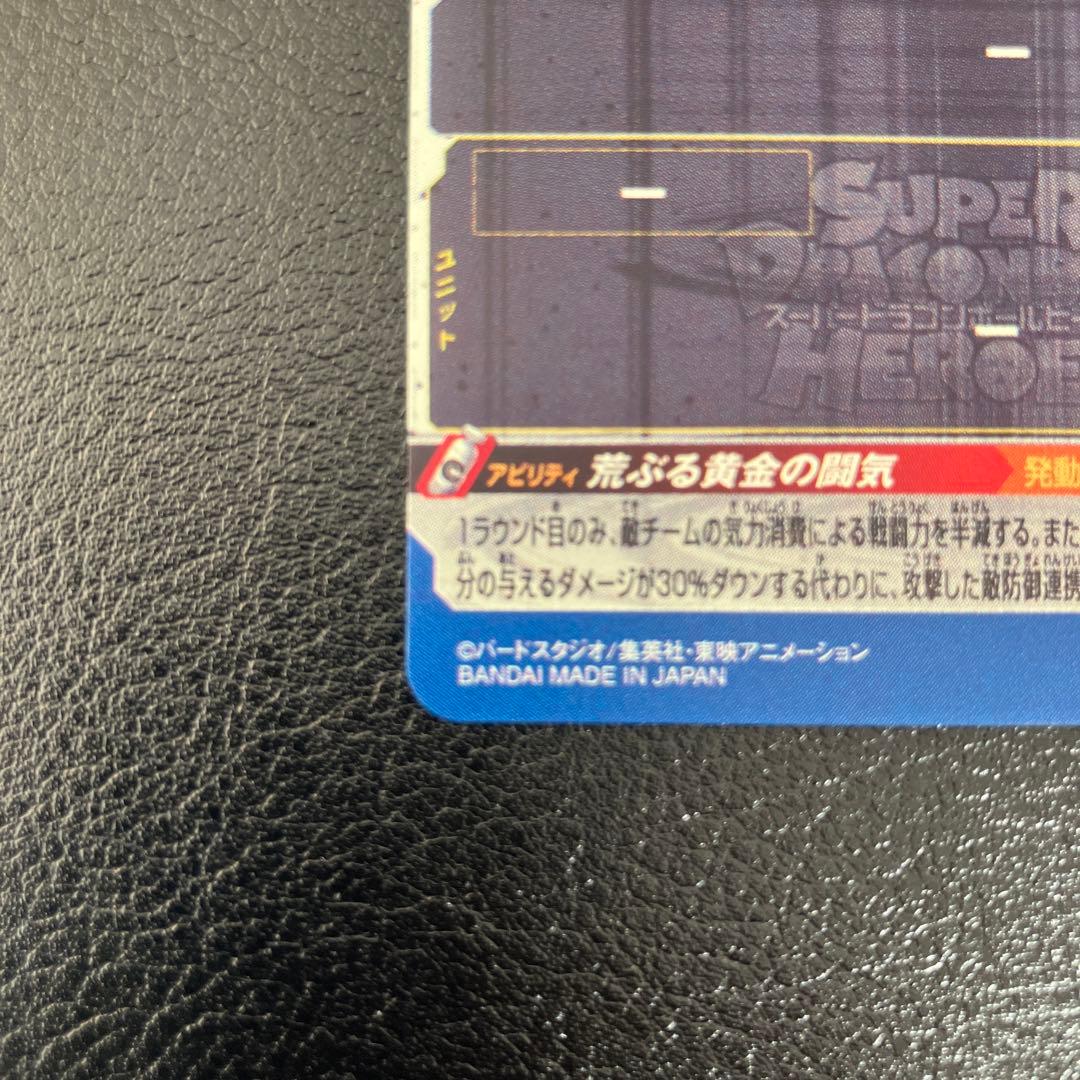 SUPER
DRAGON
スーパードラゴンボールヒ
HEROE
ユニット
アビリティ 荒ぶる黄金の闘気 発動
1ラウンド目のみ、敵チームの気力消費による戦闘力を半減する。また
分の与えるダメージが30%ダウンする代わりに、攻撃した敵防御連携
©バードスタジオ/集英社・東映アニメーション
BANDAI MADE IN JAPAN